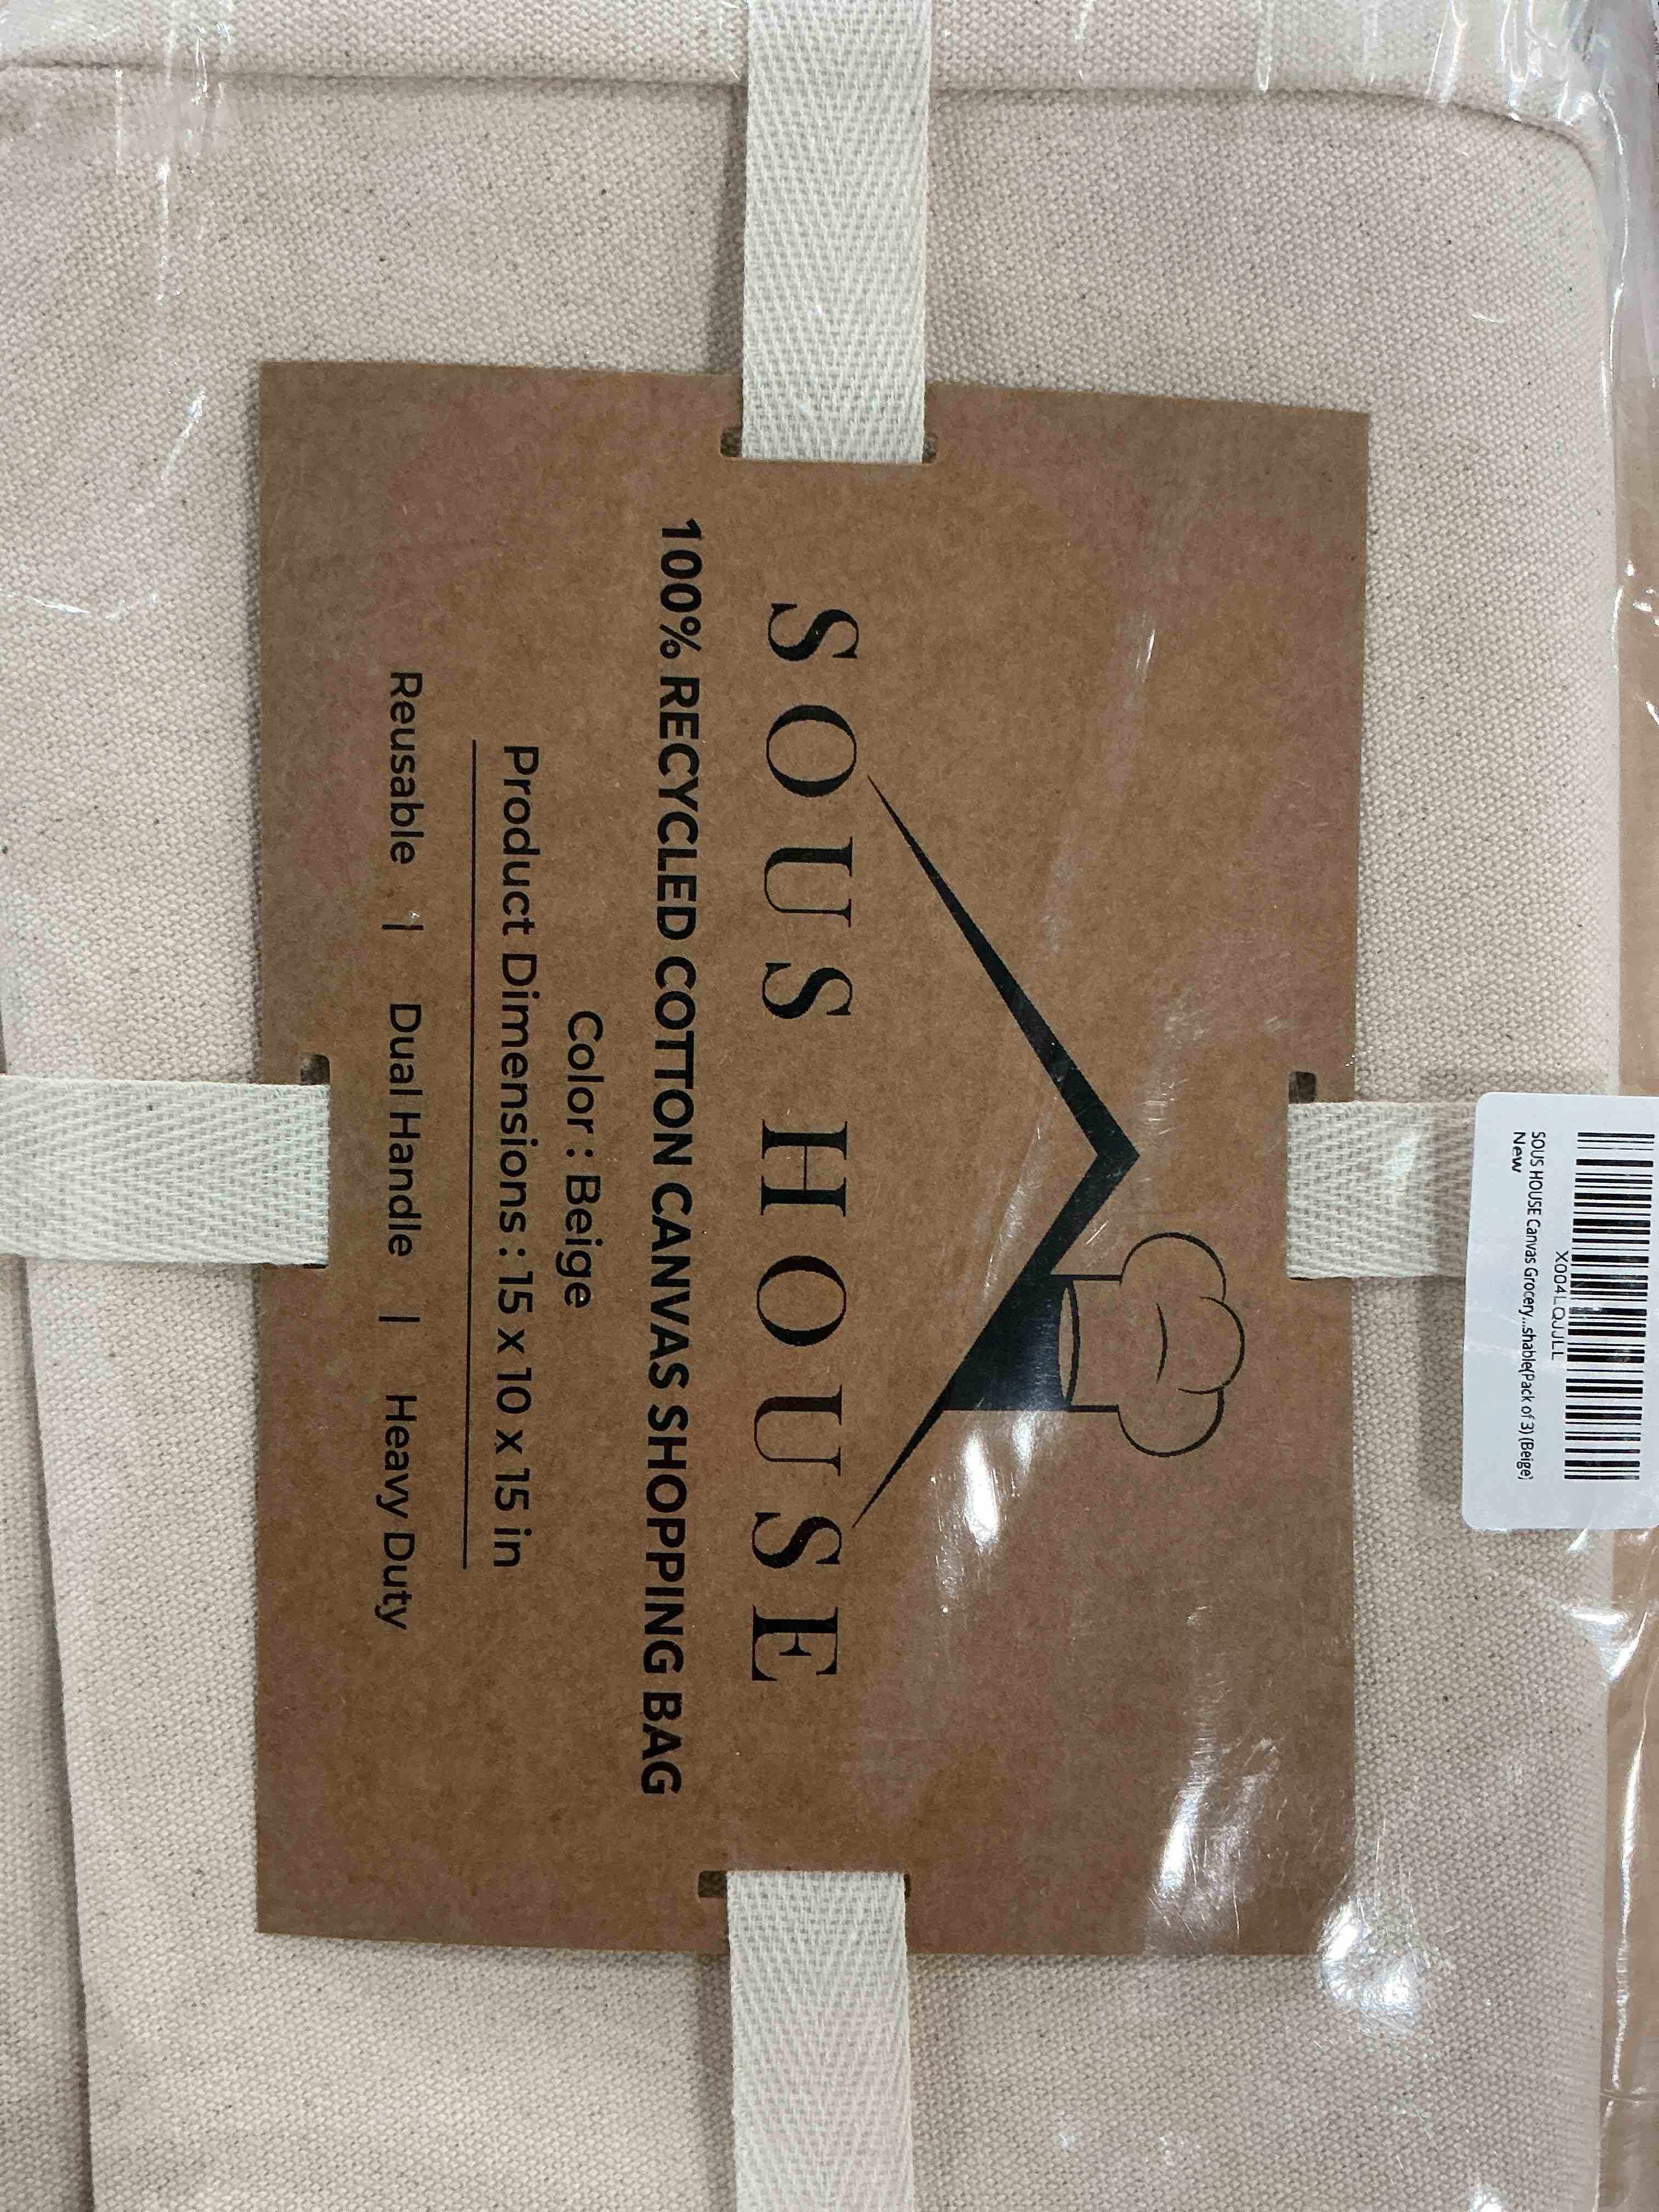 SOUS HOUSE
100% RECYCLED COTTON CANVAS SHOPPING BAG
Color : Beige
Product Dimensions : 15 x 10 x 15 in
Reusable | Dual Handle | Heavy Duty
X004LQJJLL
SOUS HOUSE Canvas Grocery...shable(Pack of 3) (Beige)
New